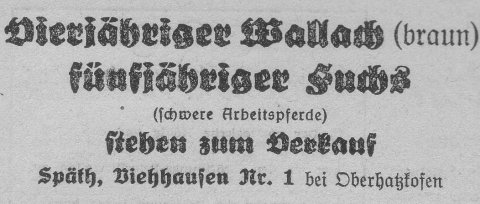 Vierjähriger Wallach (braun)
fünfjähriger Fuchs
(schwere Arbeitspferde)
stehen zum Verkauf
Späth, Viehhausen Nr. 1 bei Oberhatzkofen